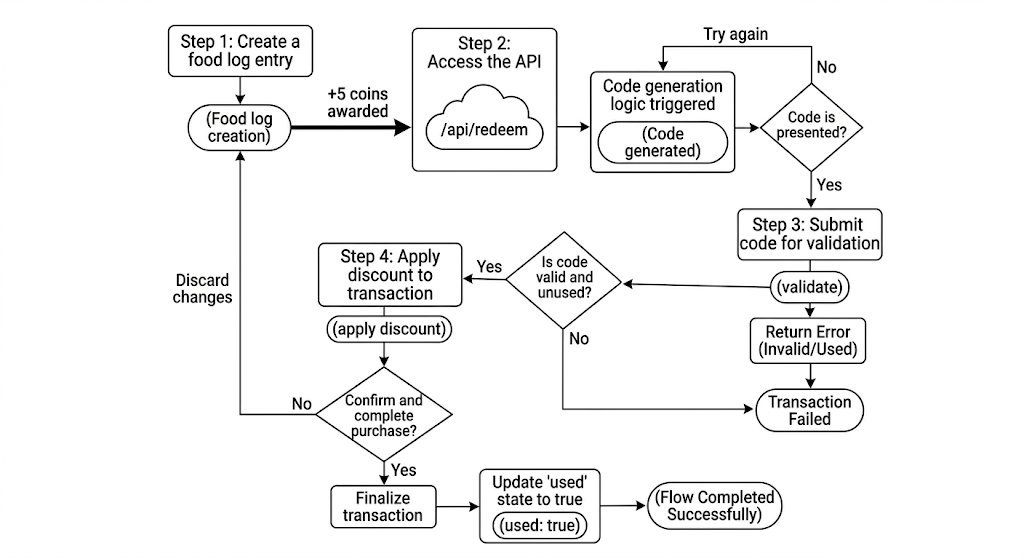 Step 1: Create a
food log entry
(Food log
creation)
+5 coins
awarded
Step 2:
Access the API
/api/redeem
Try again
Code generation
logic triggered
(Code
generated)
No
Code is
presented?
Yes
Step 3: Submit
code for validation
(validate)
Return Error
(Invalid/Used)
Transaction
Failed
Is code
valid and
unused?
Yes
No
Step 4: Apply
discount to
transaction
(apply discount)
Discard
changes
No
Confirm and
complete
purchase?
Yes
Finalize
transaction
Update 'used'
state to true
(used: true)
(Flow Completed
Successfully)